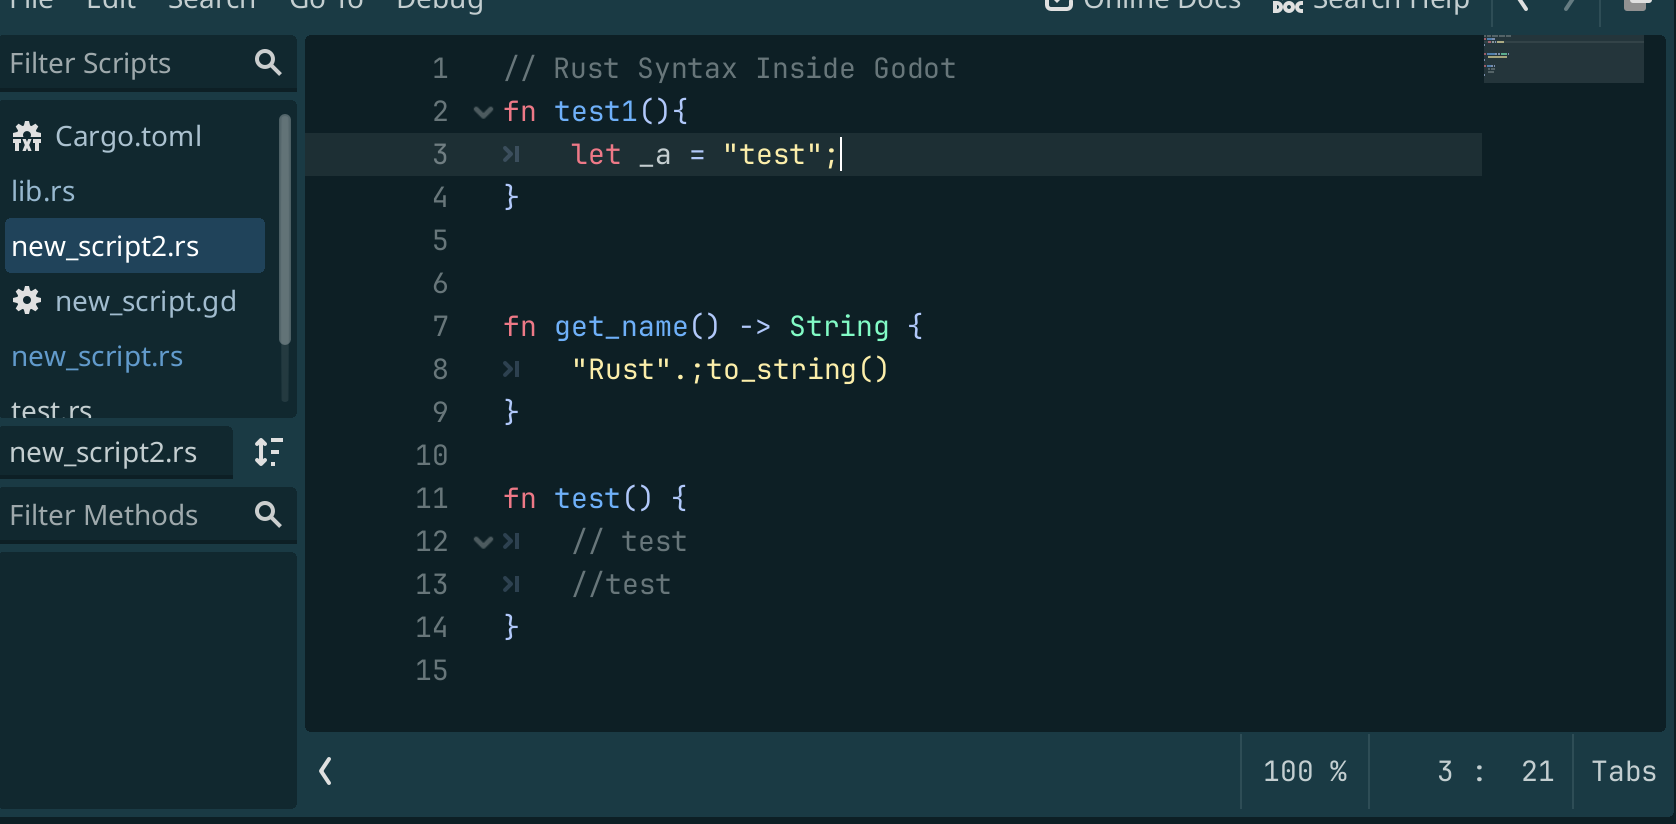 File Edit Search Go To Debug Online Docs Search Help
Filter Scripts
Cargo.toml
lib.rs
new_script2.rs
new_script.gd
new_script.rs
test.rs
new_script2.rs
Filter Methods
1 // Rust Syntax Inside Godot
2 fn test1(){
3 let _a = "test";
4 }
5
6
7 fn get_name() -> String {
8 "Rust".;to_string()
9 }
10
11 fn test() {
12 // test
13 //test
14 }
15
100 % 3 : 21 Tabs